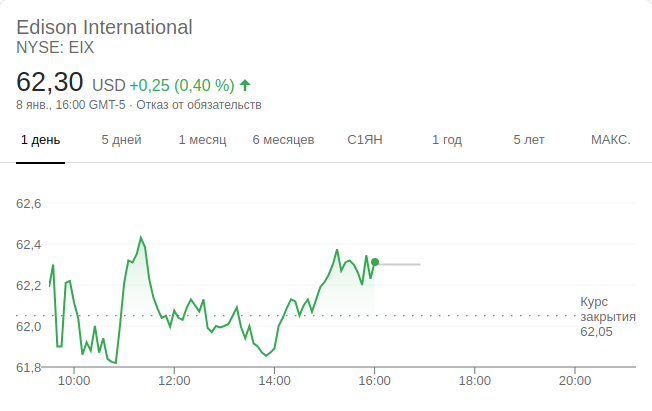 Edison International
NYSE: EIX
62,30 USD +0,25 (0,40 %)
8 янв., 16:00 GMT-5 · Отказ от обязательств
1 день 5 дней 1 месяц 6 месяцев С1ЯН 1 год 5 лет МАКС.
62,6
62,4
62,2
62,0
61,8
Курс
закрытия
62,05
10:00 12:00 14:00 16:00 18:00 20:00